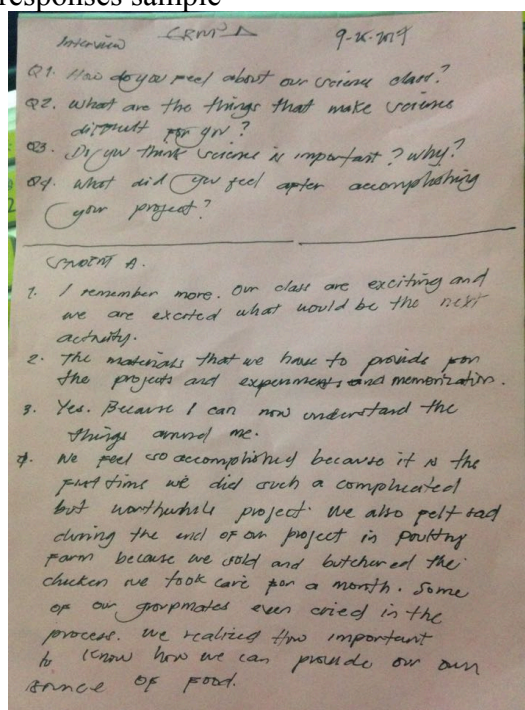 responses sample
Interview GROUP A 9-25-2019
Q1. How do you feel about our science class?
Q2. What are the things that make science
difficult for you?
Q3. Do you think science is important? why?
Q4. What did you feel after accomplishing
your project?
STUDENT A.
1. I remember more. Our class are exciting and
we are excited what would be the next
activity.
2. The materials that we have to provide for
the projects and experiments and memorization.
3. Yes. Because I can now understand the
things around me.
4. We feel so accomplished because it is the
first time we did such a complicated
but worthwhile project. We also felt sad
during the end of our project in poultry
farm because we sold and butchered the
chicken we took care for a month. Some
of our groupmates even cried in the
process. We realized how important
to know how we can provide our own
source of food.